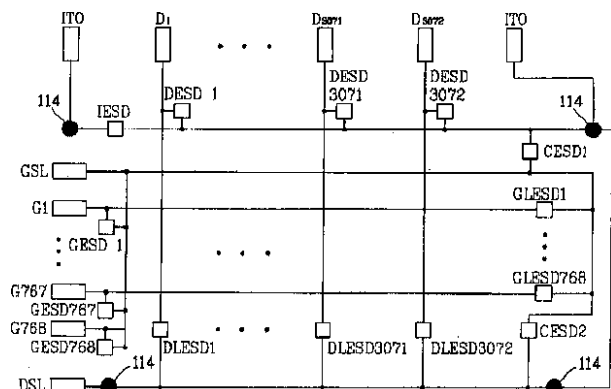 ITO D1 D3071 D3072 ITO
DESD 1 DESD 3071 DESD 3072
114 IESD 114
CESD1
GSL
G1 GLESD1
GESD 1
G767 GLESD768
GESD767
G768 CESD2
GESD768 DLESD1 DLESD3071 DLESD3072
114 114
DSL